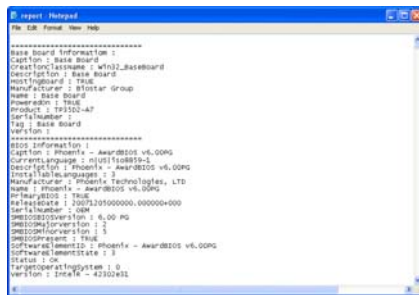 report - Notepad
File Edit Format View Help
==============================
Base board information :
Caption : Base Board
CreationClassName : Win32_BaseBoard
Description : Base Board
HostingBoard : TRUE
Manufacturer : Biostar Group
Name : Base Board
PoweredOn : TRUE
Product : TP35D2-A7
SerialNumber :
Tag : Base Board
Version :
==============================
BIOS Information :
Caption : Phoenix - AwardBIOS v6.00PG
CurrentLanguage : n|US|iso8859-1
Description : Phoenix - AwardBIOS v6.00PG
InstallableLanguages : 3
Manufacturer : Phoenix Technologies, LTD
Name : Phoenix - AwardBIOS v6.00PG
PrimaryBIOS : TRUE
ReleaseDate : 20071205000000.000000+000
SerialNumber : OEM
SMBIOSBIOSVersion : 6.00 PG
SMBIOSMajorVersion : 2
SMBIOSMinorVersion : 5
SMBIOSPresent : TRUE
SoftwareElementID : Phoenix - AwardBIOS v6.00PG
SoftwareElementState : 3
Status : OK
TargetOperatingSystem : 0
Version : IntelR - 42302e31